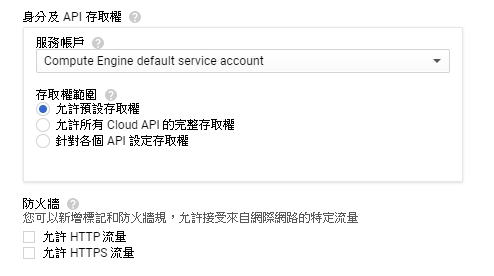 身分及 API 存取權
服務帳戶
Compute Engine default service account
存取權範圍
允許預設存取權
允許所有 Cloud API 的完整存取權
針對各個 API 設定存取權
防火牆
您可以新增標記和防火牆規，允許接受來自網際網路的特定流量
允許 HTTP 流量
允許 HTTPS 流量